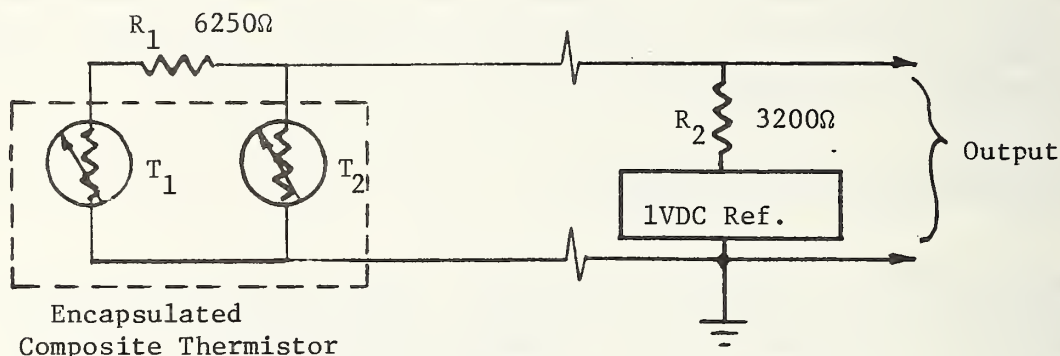 R1 6250Ω
T1
T2
R2 3200Ω
1VDC Ref.
Output
Encapsulated
Composite Thermistor